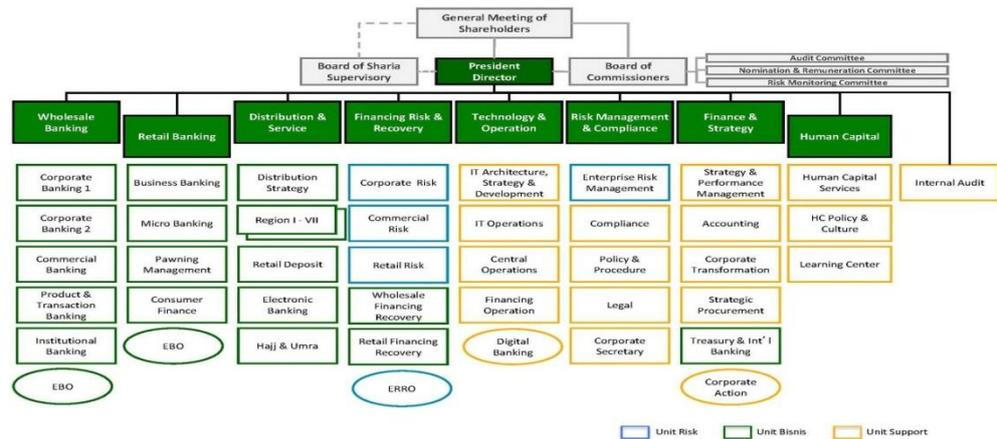 General Meeting of
Shareholders
Board of Sharia
Supervisory
President
Director
Board of
Commissioners
Audit Committee
Nomination & Remuneration Committee
Risk Monitoring Committee
Wholesale
Banking
Retail Banking
Distribution &
Service
Financing Risk &
Recovery
Technology &
Operation
Risk Management
& Compliance
Finance &
Strategy
Human Capital
Corporate
Banking 1
Business Banking
Distribution
Strategy
Corporate Risk
IT Architecture,
Strategy &
Development
Enterprise Risk
Management
Strategy &
Performance
Management
Human Capital
Services
Internal Audit
Corporate
Banking 2
Micro Banking
Region I - VII
Commercial
Risk
IT Operations
Compliance
Accounting
HC Policy &
Culture
Commercial
Banking
Pawning
Management
Retail Deposit
Retail Risk
Central
Operations
Policy &
Procedure
Corporate
Transformation
Learning Center
Product &
Transaction
Banking
Consumer
Finance
Electronic
Banking
Wholesale
Financing
Recovery
Financing
Operation
Legal
Strategic
Procurement
Institutional
Banking
EBO
Hajj & Umra
Retail Financing
Recovery
Digital
Banking
Corporate
Secretary
Treasury & Int' l
Banking
EBO
ERRO
Corporate
Action
Unit Risk
Unit Bisnis
Unit Support